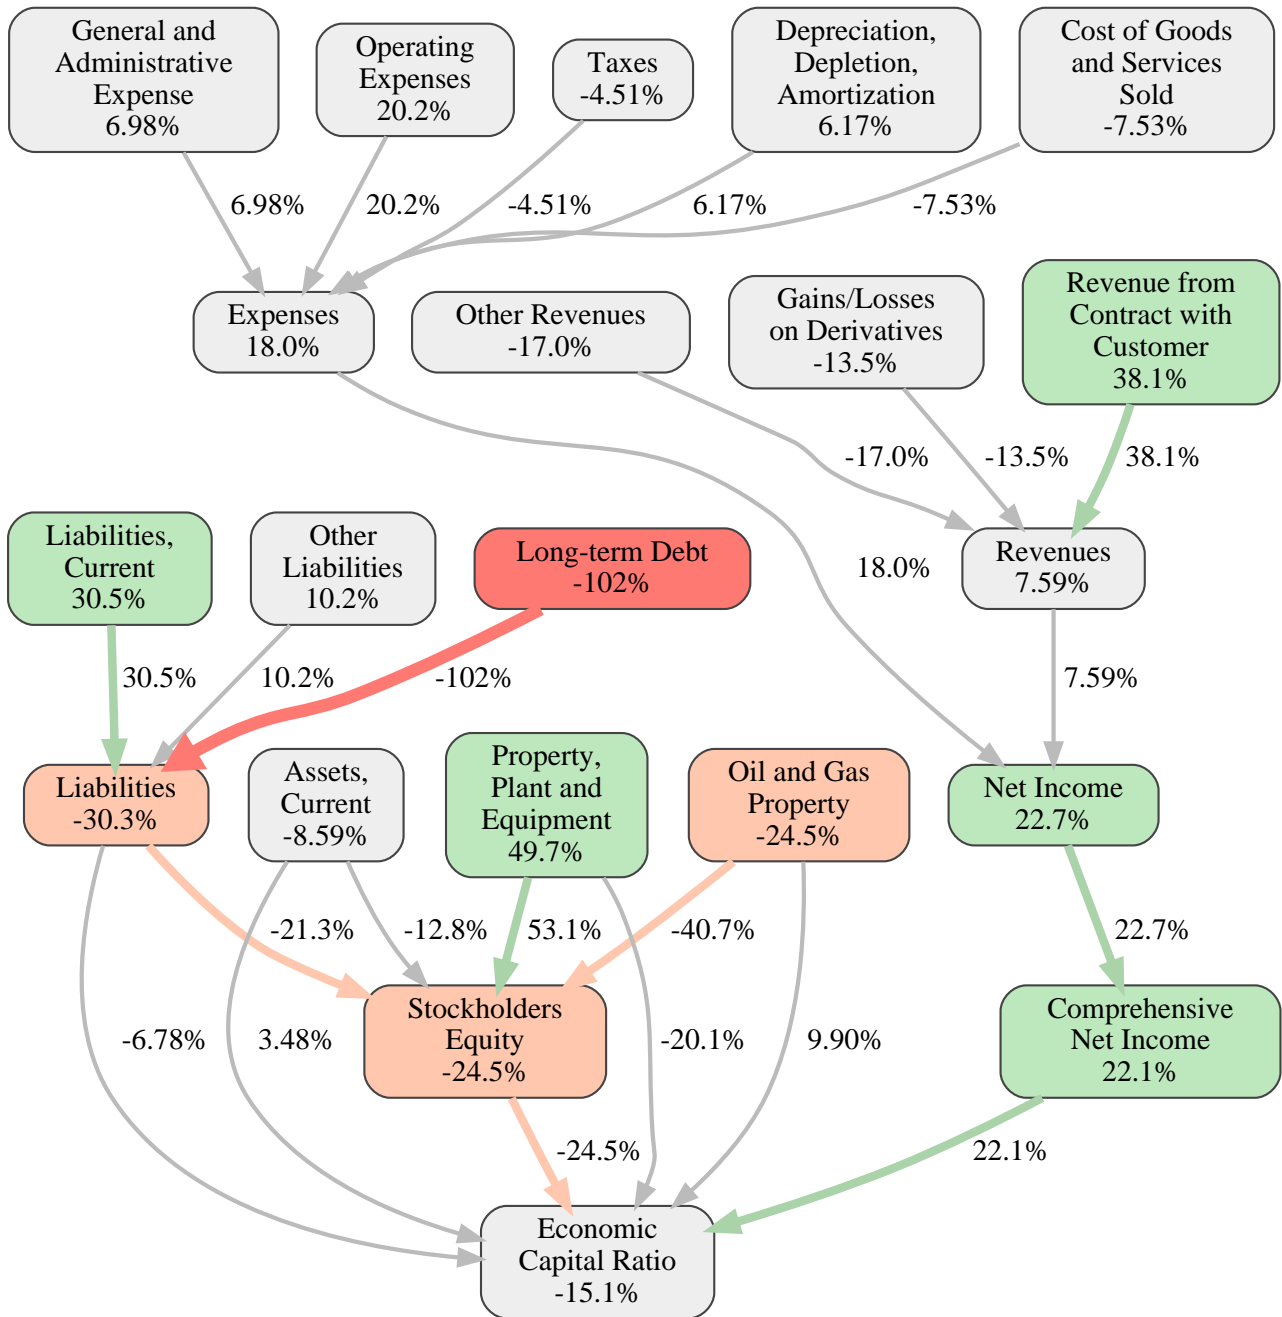 General and
Administrative
Expense
6.98%
Operating
Expenses
20.2%
Taxes
-4.51%
Depreciation,
Depletion,
Amortization
6.17%
Cost of Goods
and Services
Sold
-7.53%
6.98%
20.2%
-4.51%
6.17%
-7.53%
Expenses
18.0%
Other Revenues
-17.0%
Gains/Losses
on Derivatives
-13.5%
Revenue from
Contract with
Customer
38.1%
-17.0%
-13.5%
38.1%
Liabilities,
Current
30.5%
Other
Liabilities
10.2%
Long-term Debt
-102%
18.0%
Revenues
7.59%
30.5%
10.2%
-102%
7.59%
Liabilities
-30.3%
Assets,
Current
-8.59%
Property,
Plant and
Equipment
49.7%
Oil and Gas
Property
-24.5%
Net Income
22.7%
-21.3%
-12.8%
53.1%
-40.7%
22.7%
-6.78%
3.48%
Stockholders
Equity
-24.5%
-20.1%
9.90%
Comprehensive
Net Income
22.1%
-24.5%
22.1%
Economic
Capital Ratio
-15.1%